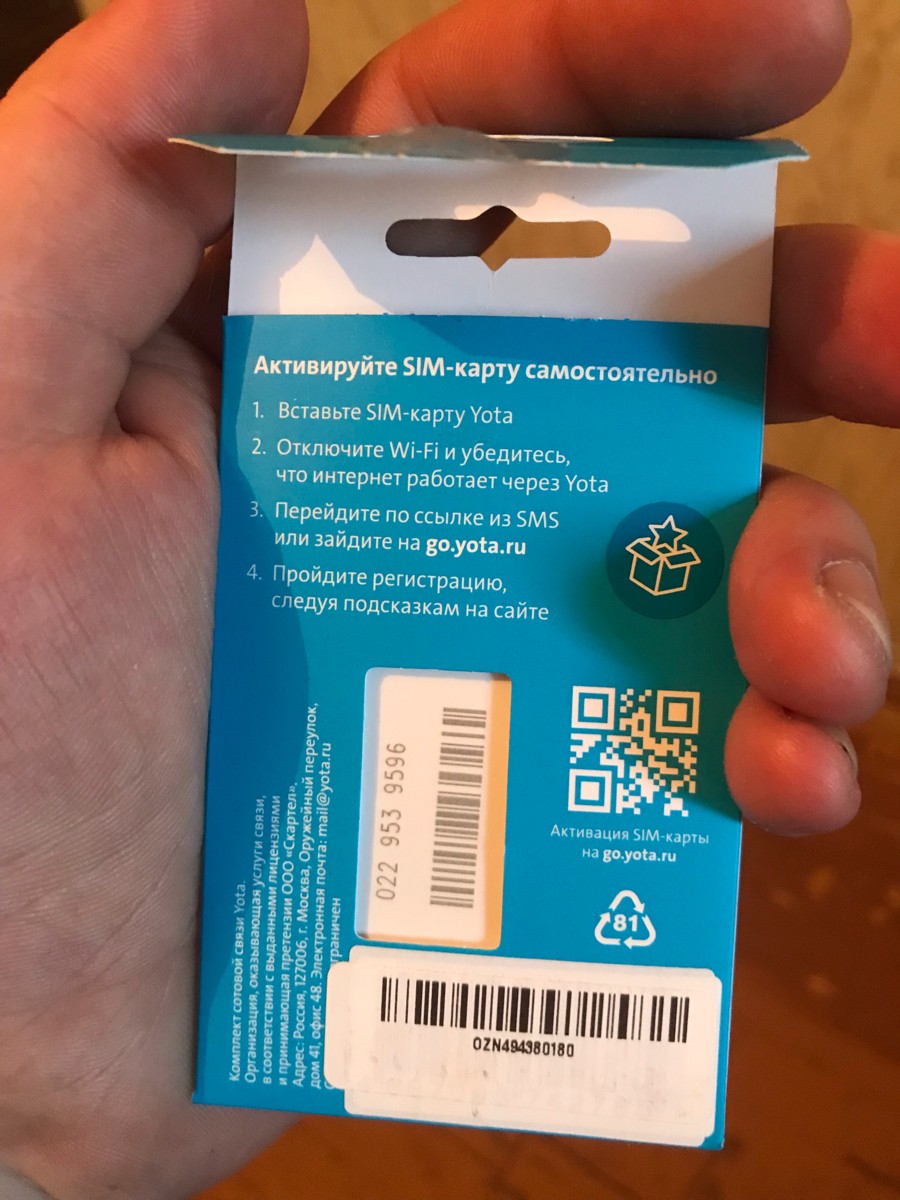 Активируйте SIM-карту самостоятельно
1. Вставьте SIM-карту Yota
2. Отключите Wi-Fi и убедитесь,
что интернет работает через Yota
3. Перейдите по ссылке из SMS
или зайдите на go.yota.ru
4. Пройдите регистрацию,
следуя подсказкам на сайте
022 953 9596
Активация SIM-карты
на go.yota.ru
81
Комплект сотовой связи Yota.
Организация, оказывающая услуги связи,
в соответствии с выданными лицензиями
и принимающая претензии ООО «Скартел».
Адрес: Россия, 127006, г. Москва, Оружейный переулок,
дом 41, офис 48. Электронная почта: mail@yota.ru
OZN494380180